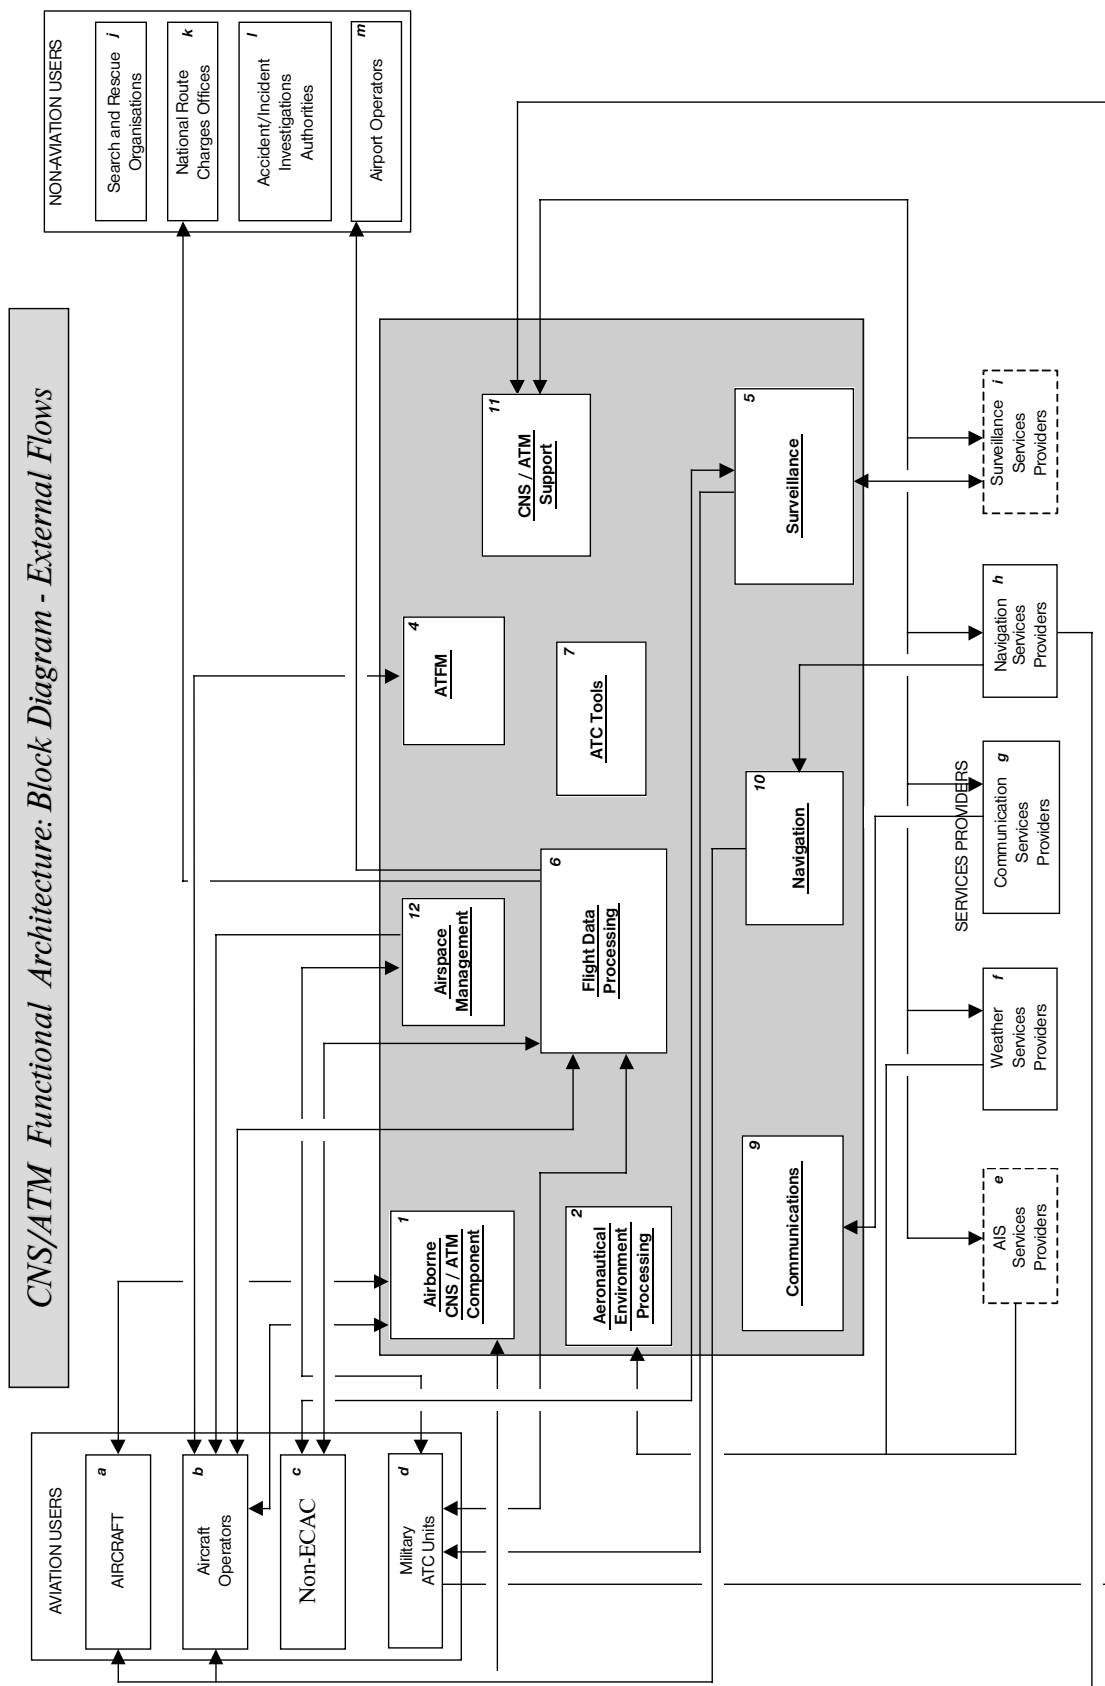 CNS/ATM Functional Architecture: Block Diagram - External Flows
AVIATION USERS
AIRCRAFT
a
Aircraft
Operators
b
Non-ECAC
c
Military
ATC Units
d
NON-AVIATION USERS
Search and Rescue
Organisations
j
National Route
Charges Offices
k
Accident/Incident
Investigations
Authorities
l
Airport Operators
m
1
Airborne
CNS / ATM
Component
12
Airspace
Management
4
ATFM
11
CNS / ATM
Support
2
Aeronautical
Environment
Processing
6
Flight Data
Processing
7
ATC Tools
9
Communications
10
Navigation
5
Surveillance
SERVICES PROVIDERS
AIS
Services
Providers
e
Weather
Services
Providers
f
Communication
Services
Providers
g
Navigation
Services
Providers
h
Surveillance
Services
Providers
i